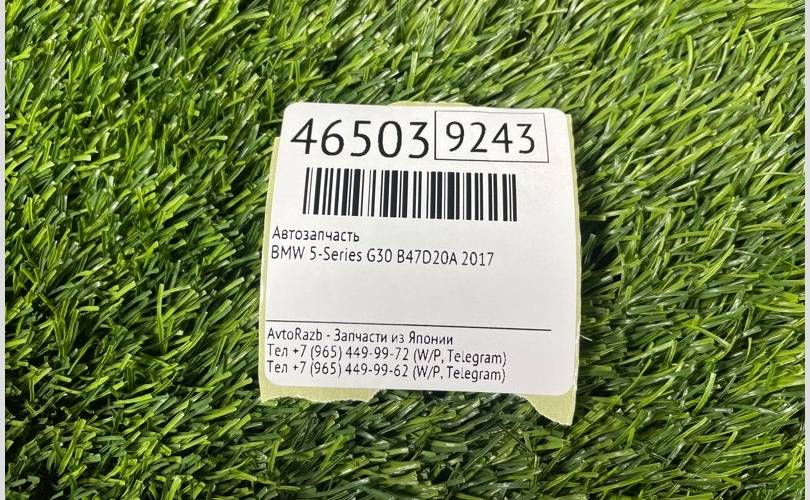 46503 9243
Автозапчасть
BMW 5-Series G30 B47D20A 2017
AvtoRazb - Запчасти из Японии
Тел +7 (965) 449-99-72 (W/P, Telegram)
Тел +7 (965) 449-99-62 (W/P, Telegram)